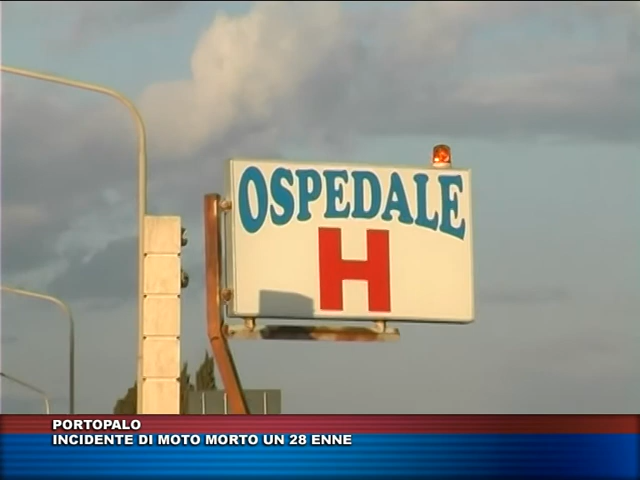 OSPEDALE
H
PORTOPALO
INCIDENTE DI MOTO MORTO UN 28 ENNE